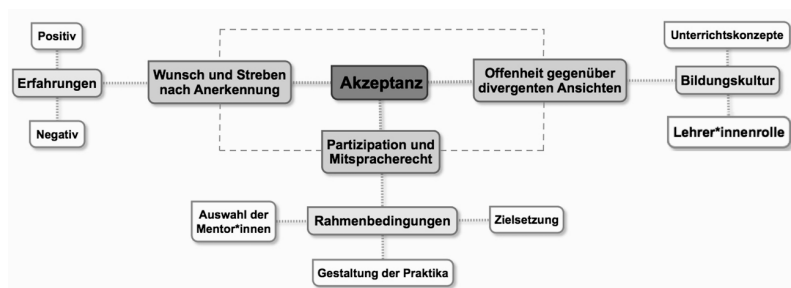 Positiv
Unterrichtskonzepte
Erfahrungen
Wunsch und Streben
nach Anerkennung
Akzeptanz
Offenheit gegenüber
divergenten Ansichten
Bildungskultur
Negativ
Partizipation und
Mitspracherecht
Lehrer*innenrolle
Auswahl der
Mentor*innen
Rahmenbedingungen
Zielsetzung
Gestaltung der Praktika